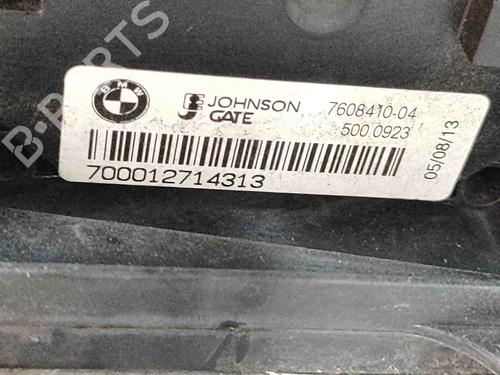 BMW
JOHNSON
GATE
7608410-04
500.0923
05/08/13
700012714313
B-PARTS